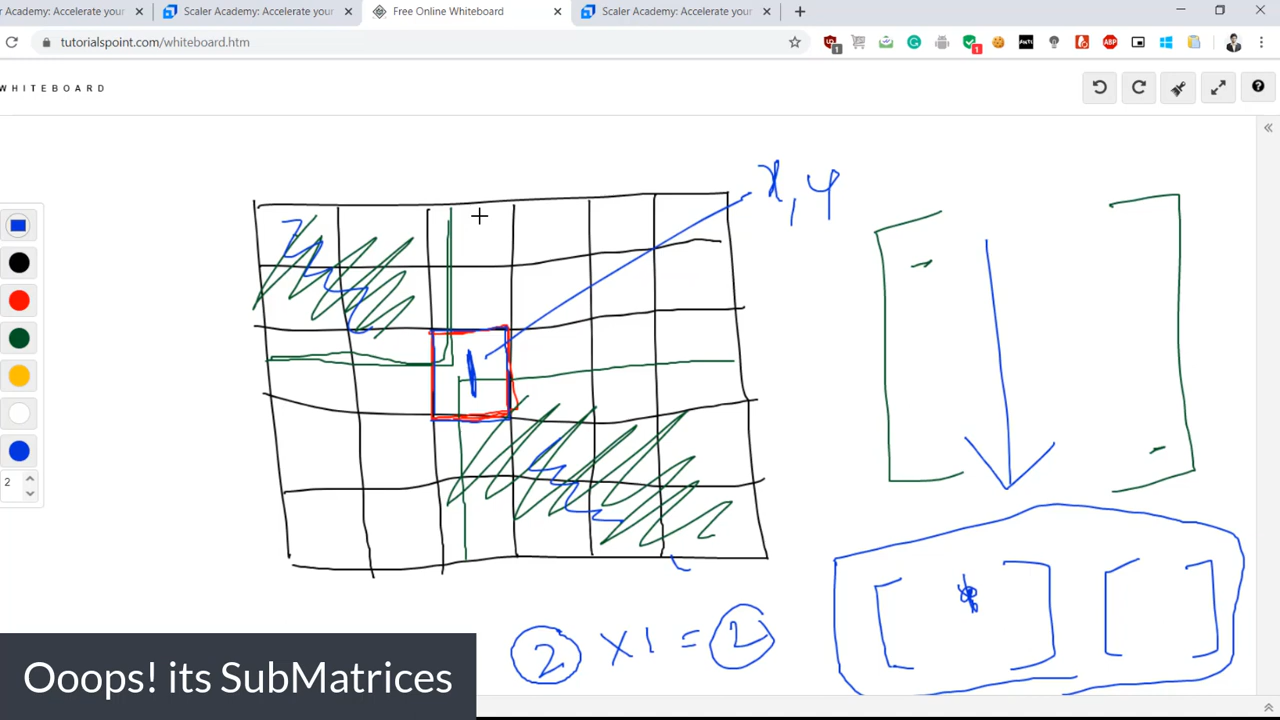 r Academy: Accelerate your
Scaler Academy: Accelerate your
Free Online Whiteboard
Scaler Academy: Accelerate your
tutorialspoint.com/whiteboard.htm
WHITEBOARD
x, y
1
2
② x 1 = ②
Ooops! its SubMatrices